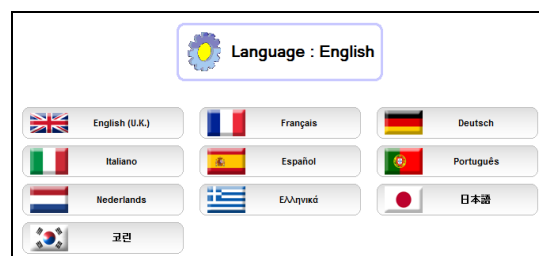 Language : English
English (U.K.)
Français
Deutsch
Italiano
Español
Português
Nederlands
Ελληνικά
日本語
코린